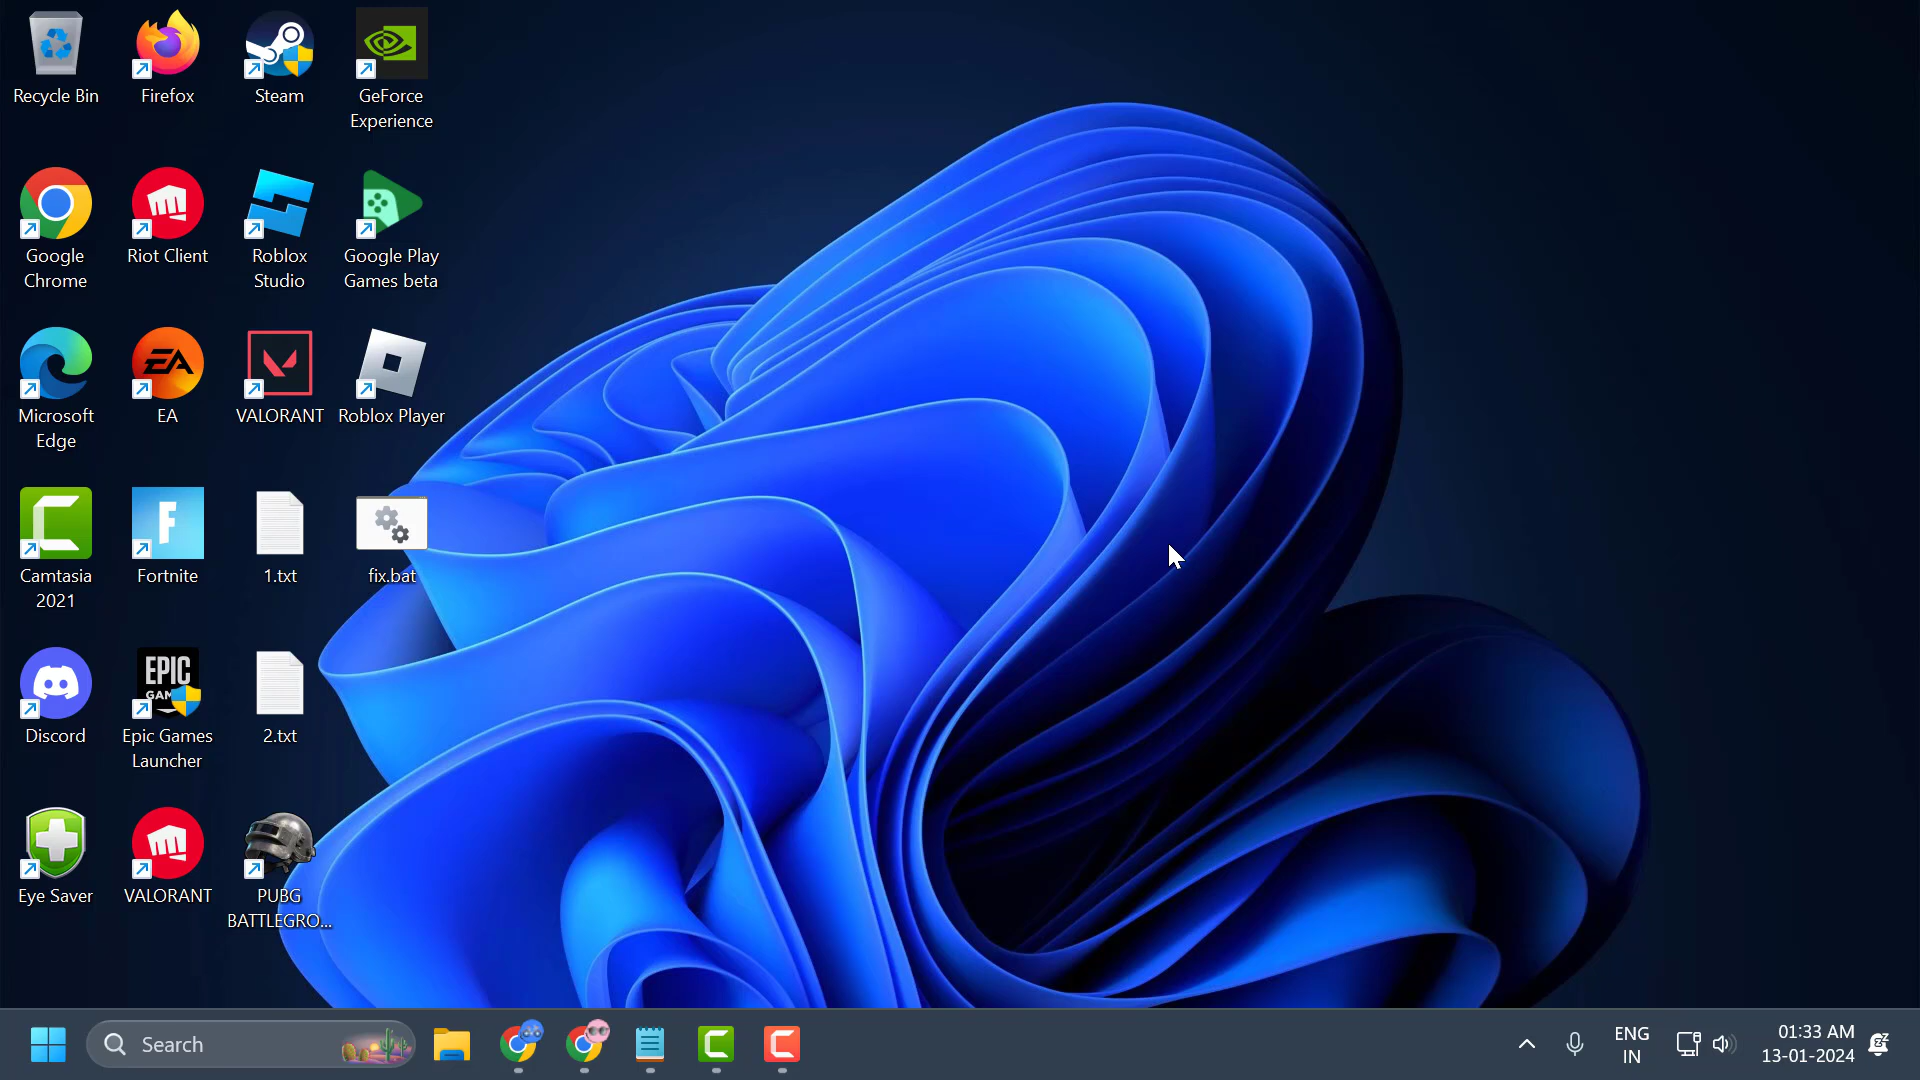 Recycle Bin
Firefox
Steam
GeForce
Experience
Google
Chrome
Riot Client
Roblox
Studio
Google Play
Games beta
Microsoft
Edge
EA
EA
VALORANT
Roblox Player
Camtasia
2021
F
Fortnite
1.txt
fix.bat
Discord
EPIC
GAM
Epic Games
Launcher
2.txt
Eye Saver
VALORANT
PUBG
BATTLEGRO...
Search
ENG
IN
01:33 AM
13-01-2024